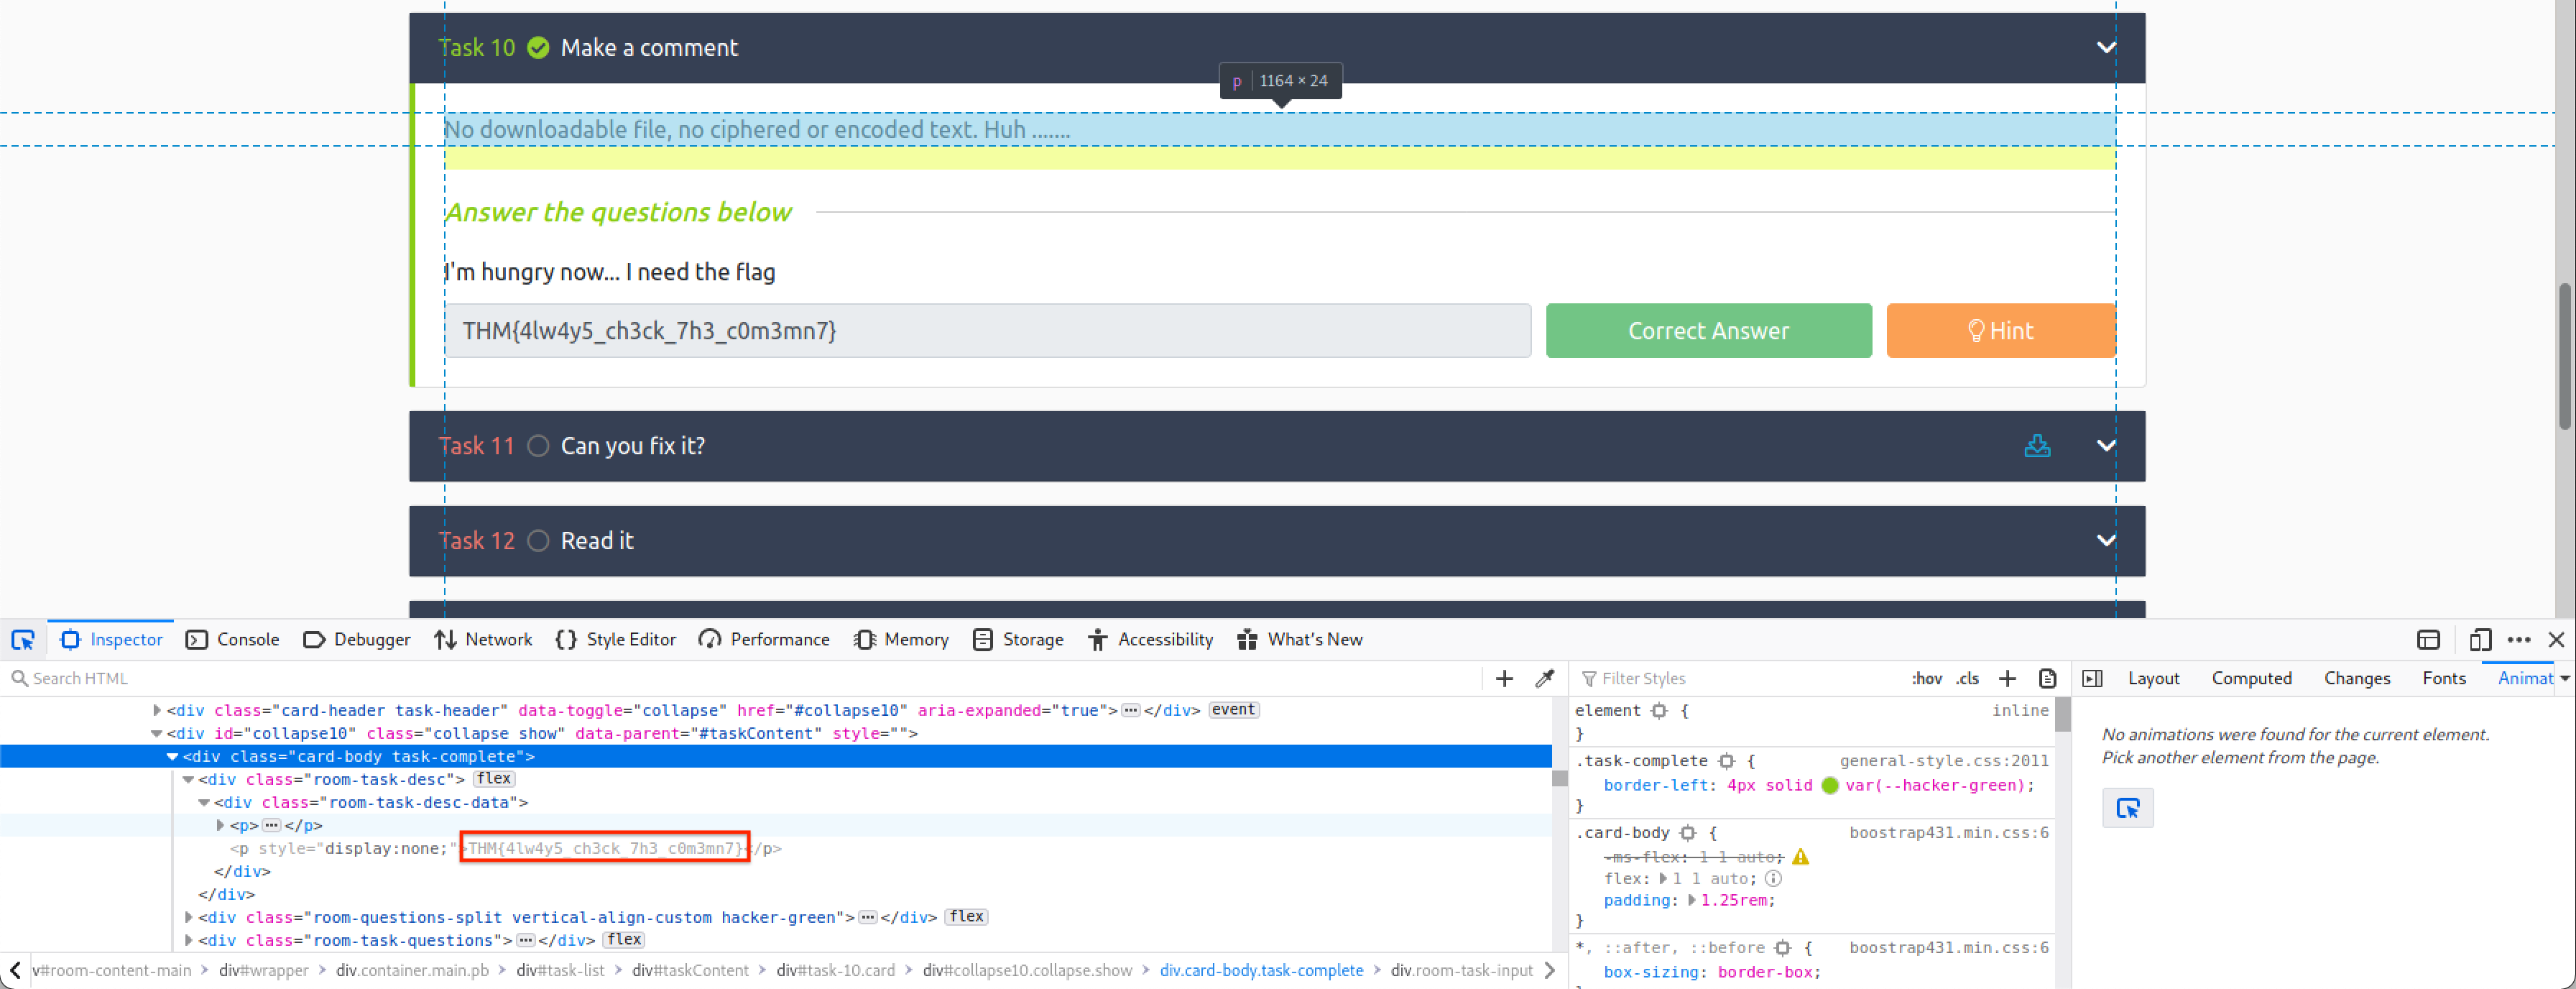 Task 10 Make a comment
p 1164 × 24
No downloadable file, no ciphered or encoded text. Huh .......
Answer the questions below
I'm hungry now... I need the flag
THM{4lw4y5_ch3ck_7h3_c0m3mn7} Correct Answer Hint
Task 11 Can you fix it?
Task 12 Read it
Inspector Console Debugger Network Style Editor Performance Memory Storage Accessibility What's New
Search HTML
Filter Styles :hov .cls
Layout Computed Changes Fonts Animat
<div class="card-header task-header" data-toggle="collapse" href="#collapse10" aria-expanded="true"> ••• </div> event
<div id="collapse10" class="collapse show" data-parent="#taskContent" style="">
<div class="card-body task-complete">
<div class="room-task-desc"> flex
<div class="room-task-desc-data">
<p> ••• </p>
<p style="display:none;">THM{4lw4y5_ch3ck_7h3_c0m3mn7}</p>
</div>
</div>
<div class="room-questions-split vertical-align-custom hacker-green"> ••• </div> flex
<div class="room-task-questions"> ••• </div> flex
element { inline
}
.task-complete { general-style.css:2011
border-left: 4px solid var(--hacker-green);
}
.card-body { boostrap431.min.css:6
-ms-flex: 1 1 auto;
flex: 1 1 auto;
padding: 1.25rem;
}
*, ::after, ::before { boostrap431.min.css:6
box-sizing: border-box;
No animations were found for the current element.
Pick another element from the page.
v#room-content-main > div#wrapper > div.container.main.pb > div#task-list > div#taskContent > div#task-10.card > div#collapse10.collapse.show > div.card-body.task-complete > div.room-task-input